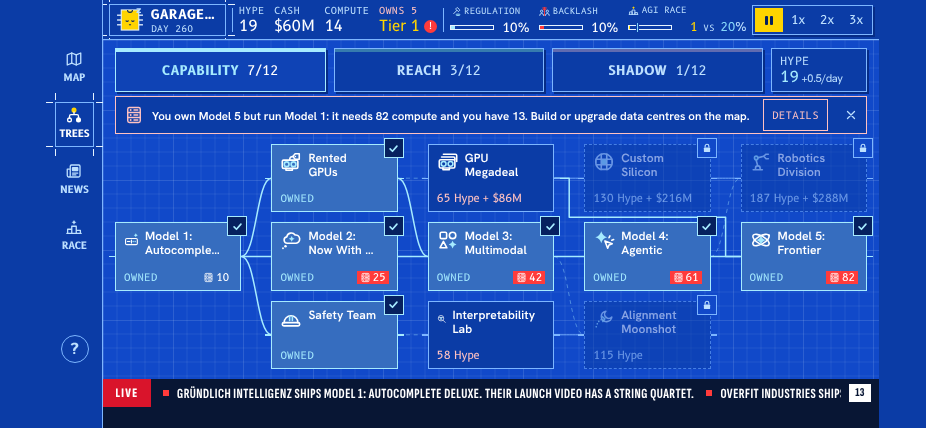 GARAGE...
DAY 260
HYPE
19
CASH
$60M
COMPUTE
14
OWNS 5
Tier 1 !
REGULATION
10%
BACKLASH
10%
AGI RACE
1 VS 20%
1x 2x 3x
MAP
TREES
NEWS
RACE
?
CAPABILITY 7/12
REACH 3/12
SHADOW 1/12
HYPE
19 +0.5/day
You own Model 5 but run Model 1: it needs 82 compute and you have 13. Build or upgrade data centres on the map.
DETAILS
Rented
GPUs
OWNED
GPU
Megadeal
65 Hype + $86M
Custom
Silicon
130 Hype + $216M
Robotics
Division
187 Hype + $288M
Model 1:
Autocomple...
OWNED
10
Model 2:
Now With ...
OWNED
25
Model 3:
Multimodal
OWNED
42
Model 4:
Agentic
OWNED
61
Model 5:
Frontier
OWNED
82
Safety Team
OWNED
Interpretability
Lab
58 Hype
Alignment
Moonshot
115 Hype
LIVE
GRÜNDLICH INTELLIGENZ SHIPS MODEL 1: AUTOCOMPLETE DELUXE. THEIR LAUNCH VIDEO HAS A STRING QUARTET.
OVERFIT INDUSTRIES SHIP
13